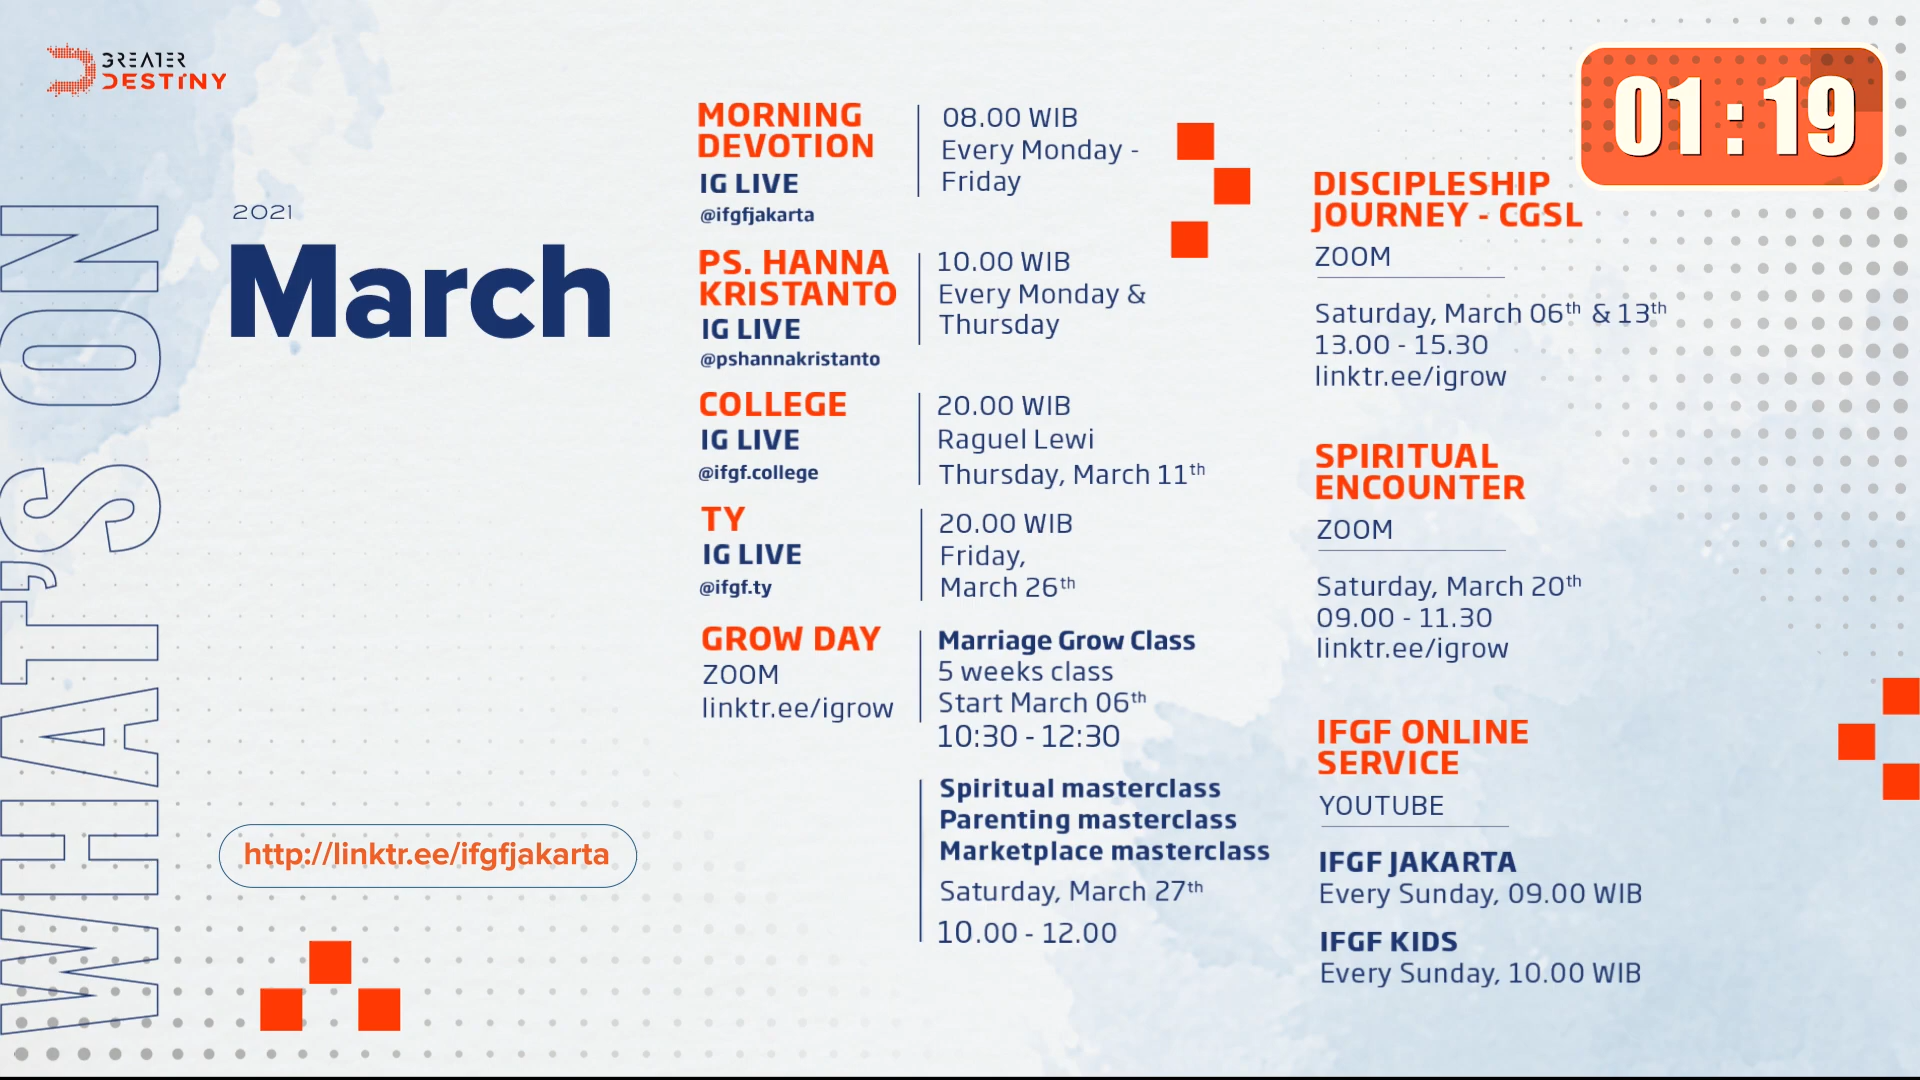 GREATER
DESTINY
WHAT'S ON
2021
March
http://linktr.ee/ifgfjakarta
MORNING
DEVOTION
IG LIVE
@ifgfjakarta
08.00 WIB
Every Monday -
Friday
PS. HANNA
KRISTANTO
IG LIVE
@pshannakristanto
10.00 WIB
Every Monday &
Thursday
COLLEGE
IG LIVE
@ifgf.college
20.00 WIB
Raguel Lewi
Thursday, March 11th
TY
IG LIVE
@ifgf.ty
20.00 WIB
Friday,
March 26th
GROW DAY
ZOOM
linktr.ee/igrow
Marriage Grow Class
5 weeks class
Start March 06th
10:30 - 12:30
Spiritual masterclass
Parenting masterclass
Marketplace masterclass
Saturday, March 27th
10.00 - 12.00
01:19
DISCIPLESHIP
JOURNEY - CGSL
ZOOM
Saturday, March 06th & 13th
13.00 - 15.30
linktr.ee/igrow
SPIRITUAL
ENCOUNTER
ZOOM
Saturday, March 20th
09.00 - 11.30
linktr.ee/igrow
IFGF ONLINE
SERVICE
YOUTUBE
IFGF JAKARTA
Every Sunday, 09.00 WIB
IFGF KIDS
Every Sunday, 10.00 WIB